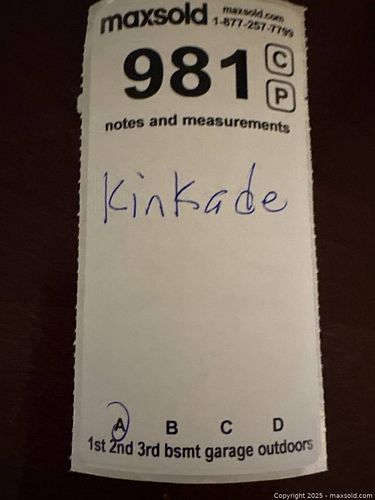 maxsold maxsold.com
1-877-257-7799
981 C
P
notes and measurements
Kinkade
A B C D
1st 2nd 3rd bsmt garage outdoors
Copyright 2025 - maxsold.com